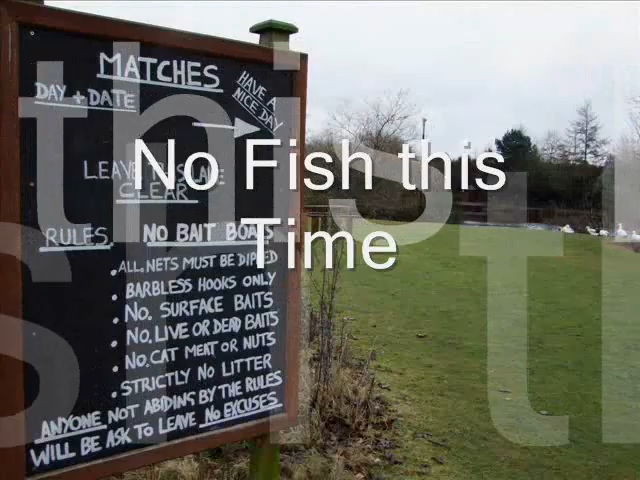 MATCHES
DAY + DATE
HAVE A
NICE DAY
LEAVE
CLEAR
No Fish this
Time
RULES.
NO BAIT BOATS
. ALL NETS MUST BE DIPPED
. BARBLESS HOOKS ONLY
. NO. SURFACE BAITS
. NO. LIVE OR DEAD BAITS
. NO. CAT MEAT OR NUTS
. STRICTLY NO LITTER
ANYONE NOT ABIDING BY THE RULES
WILL BE ASK TO LEAVE NO EXCUSES
this